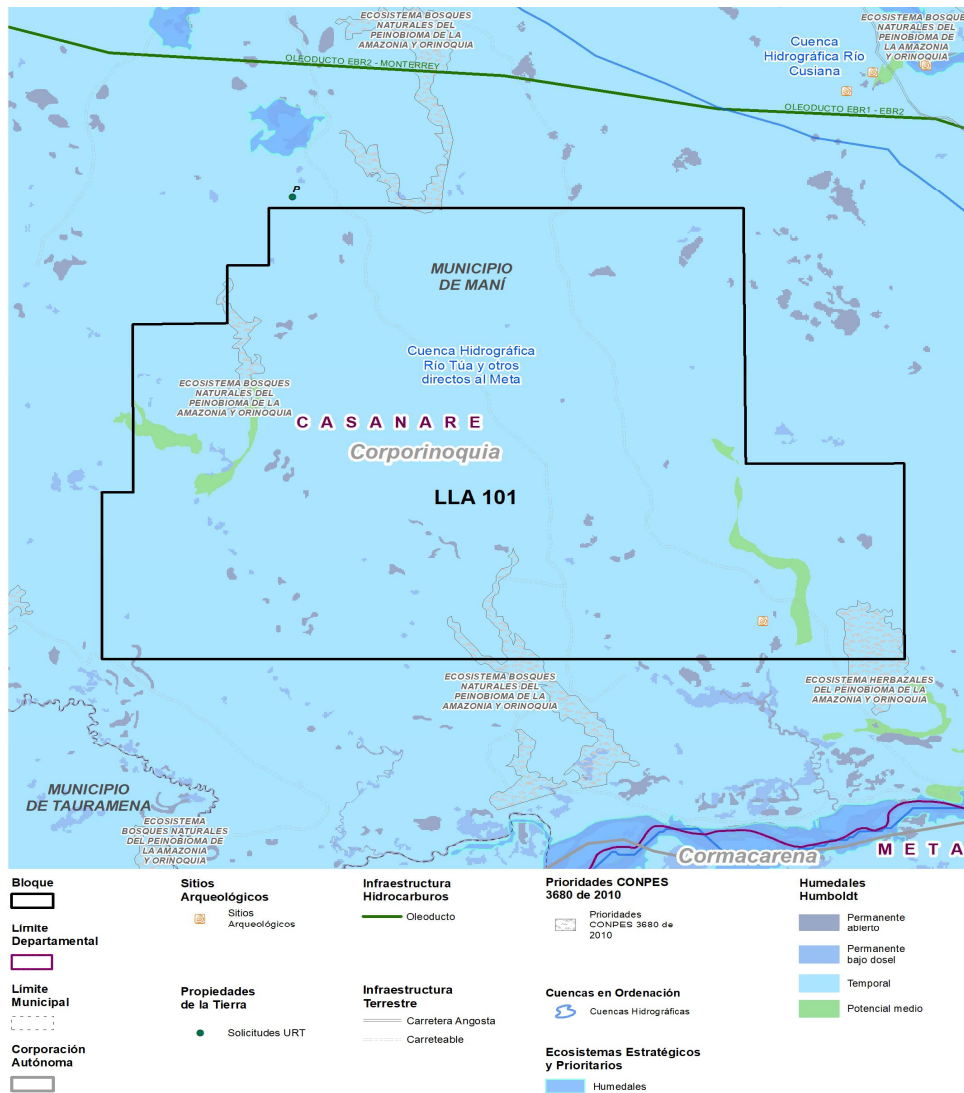 ECOSISTEMA BOSQUES
NATURALES DEL
PEINOBIOMA DE LA
AMAZONIA Y ORINOQUIA
ECOSISTEMA BOSQUES
NATURALES DEL
PEINOBIOMA DE
LA AMAZONIA Y
ORINOQUIA
Cuenca
Hidrográfica Río
Cusiana
OLEODUCTO EBR2 - MONTERREY
OLEODUCTO EBR1 - EBR2
P
MUNICIPIO
DE MANÍ
Cuenca Hidrográfica
Río Túa y otros
directos al Meta
ECOSISTEMA BOSQUES
NATURALES DEL
PEINOBIOMA DE LA
AMAZONIA Y ORINOQUIA
CASANARE
Corporinoquia
LLA 101
ECOSISTEMA BOSQUES
NATURALES DEL
PEINOBIOMA DE LA
AMAZONIA Y ORINOQUIA
ECOSISTEMA HERBAZALES
DEL PEINOBIOMA DE LA
AMAZONIA Y ORINOQUIA
MUNICIPIO
DE TAURAMENA
ECOSISTEMA
BOSQUES NATURALES
DEL PEINOBIOMA DE
LA AMAZONIA
Y ORINOQUIA
Cormacarena
META
Bloque
Límite
Departamental
Límite
Municipal
Corporación
Autónoma
Sitios
Arqueológicos
Sitios
Arqueológicos
Propiedades
de la Tierra
Solicitudes URT
Infraestructura
Hidrocarburos
Oleoducto
Infraestructura
Terrestre
Carretera Angosta
Carreteable
Prioridades CONPES
3680 de 2010
Prioridades
CONPES 3680 de
2010
Cuencas en Ordenación
Cuencas Hidrográficas
Ecosistemas Estratégicos
y Prioritarios
Humedales
Humedales
Humboldt
Permanente
abierto
Permanente
bajo dosel
Temporal
Potencial medio